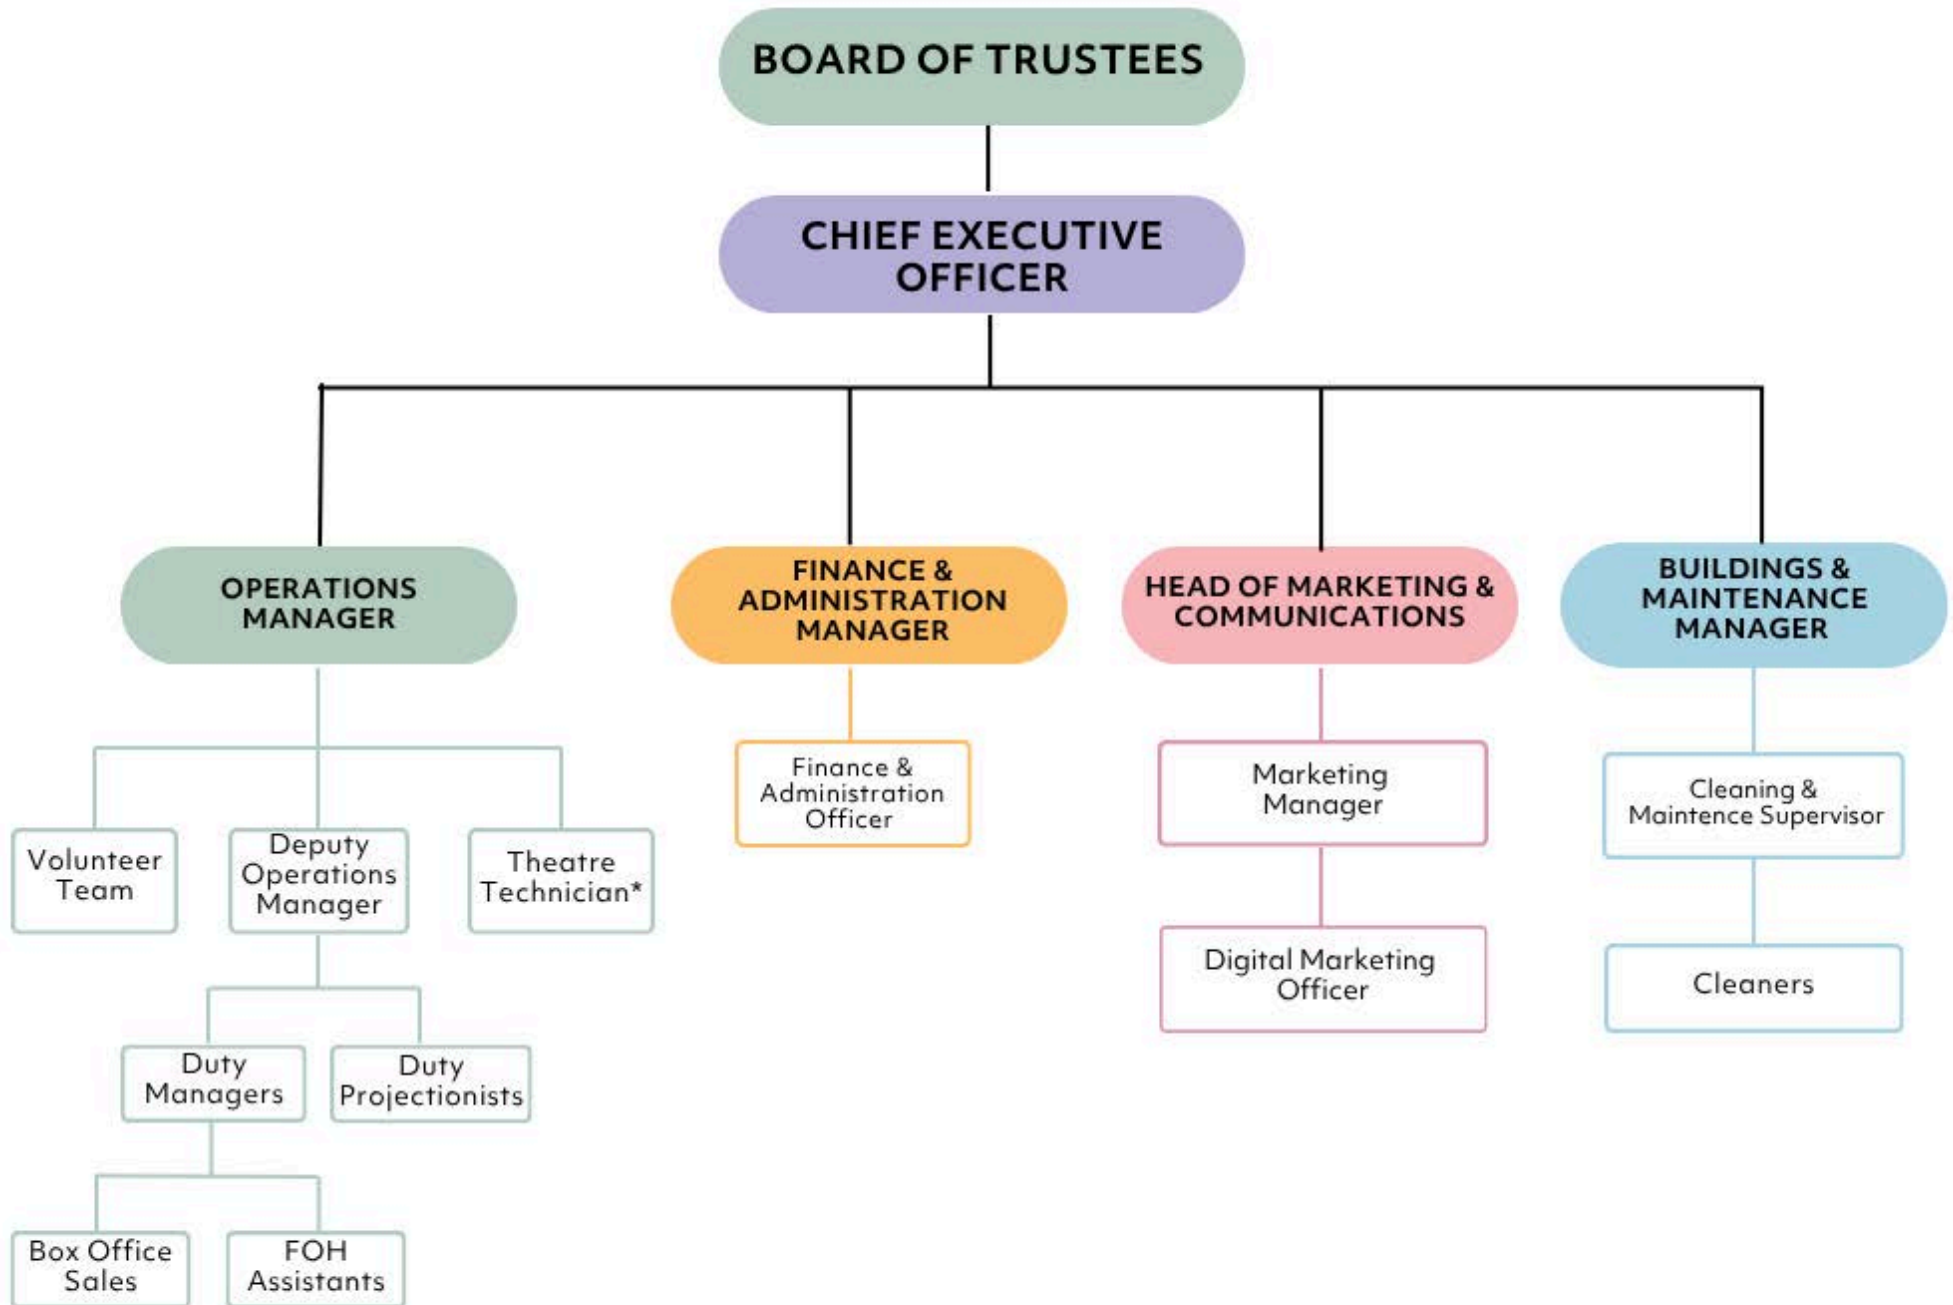 BOARD OF TRUSTEES
CHIEF EXECUTIVE
OFFICER
OPERATIONS
MANAGER
FINANCE &
ADMINISTRATION
MANAGER
HEAD OF MARKETING &
COMMUNICATIONS
BUILDINGS &
MAINTENANCE
MANAGER
Volunteer
Team
Deputy
Operations
Manager
Theatre
Technician*
Finance &
Administration
Officer
Marketing
Manager
Cleaning &
Maintence Supervisor
Digital Marketing
Officer
Cleaners
Duty
Managers
Duty
Projectionists
Box Office
Sales
FOH
Assistants